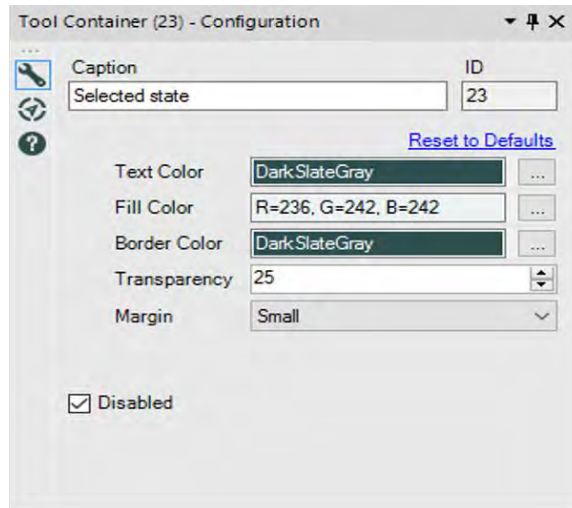 Tool Container (23) - Configuration
Caption ID
Selected state 23
Reset to Defaults
Text Color DarkSlateGray ...
Fill Color R=236, G=242, B=242 ...
Border Color DarkSlateGray ...
Transparency 25
Margin Small
Disabled